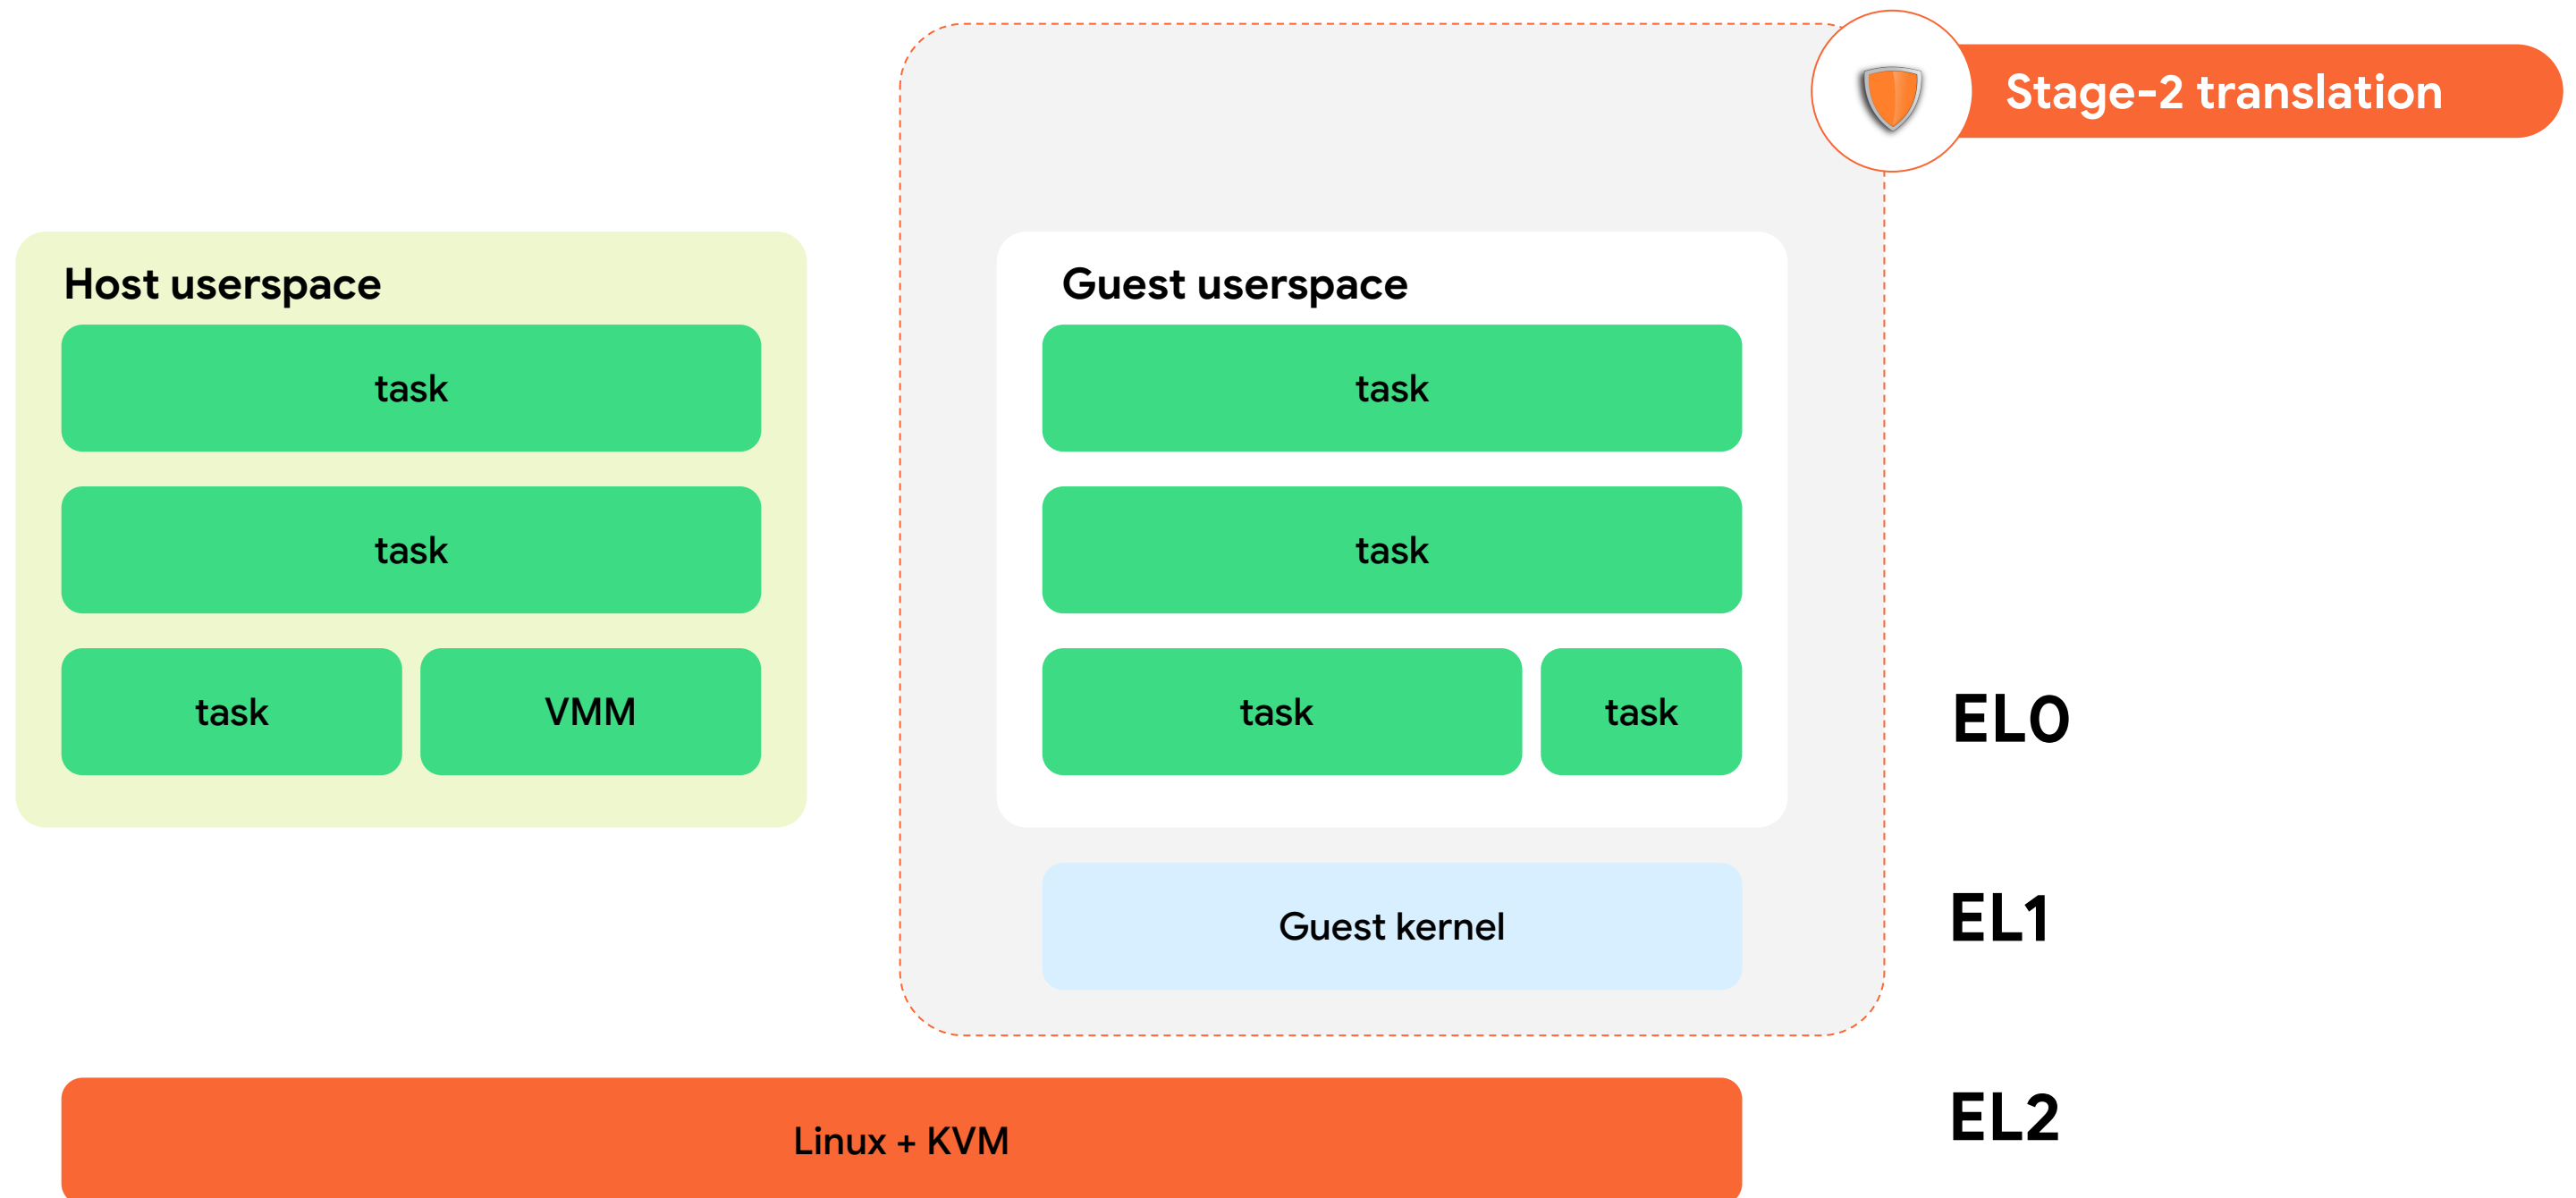 Stage-2 translation
Host userspace
task
task
task
VMM
Guest userspace
task
task
task
task
Guest kernel
Linux + KVM
EL0
EL1
EL2